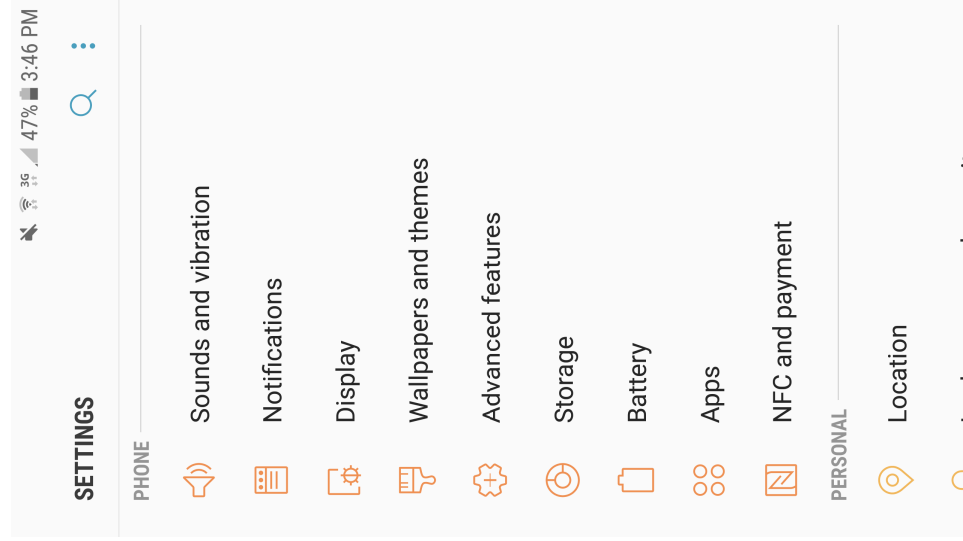 3G 47% 3:46 PM
SETTINGS
PHONE
Sounds and vibration
Notifications
Display
Wallpapers and themes
Advanced features
Storage
Battery
Apps
NFC and payment
PERSONAL
Location